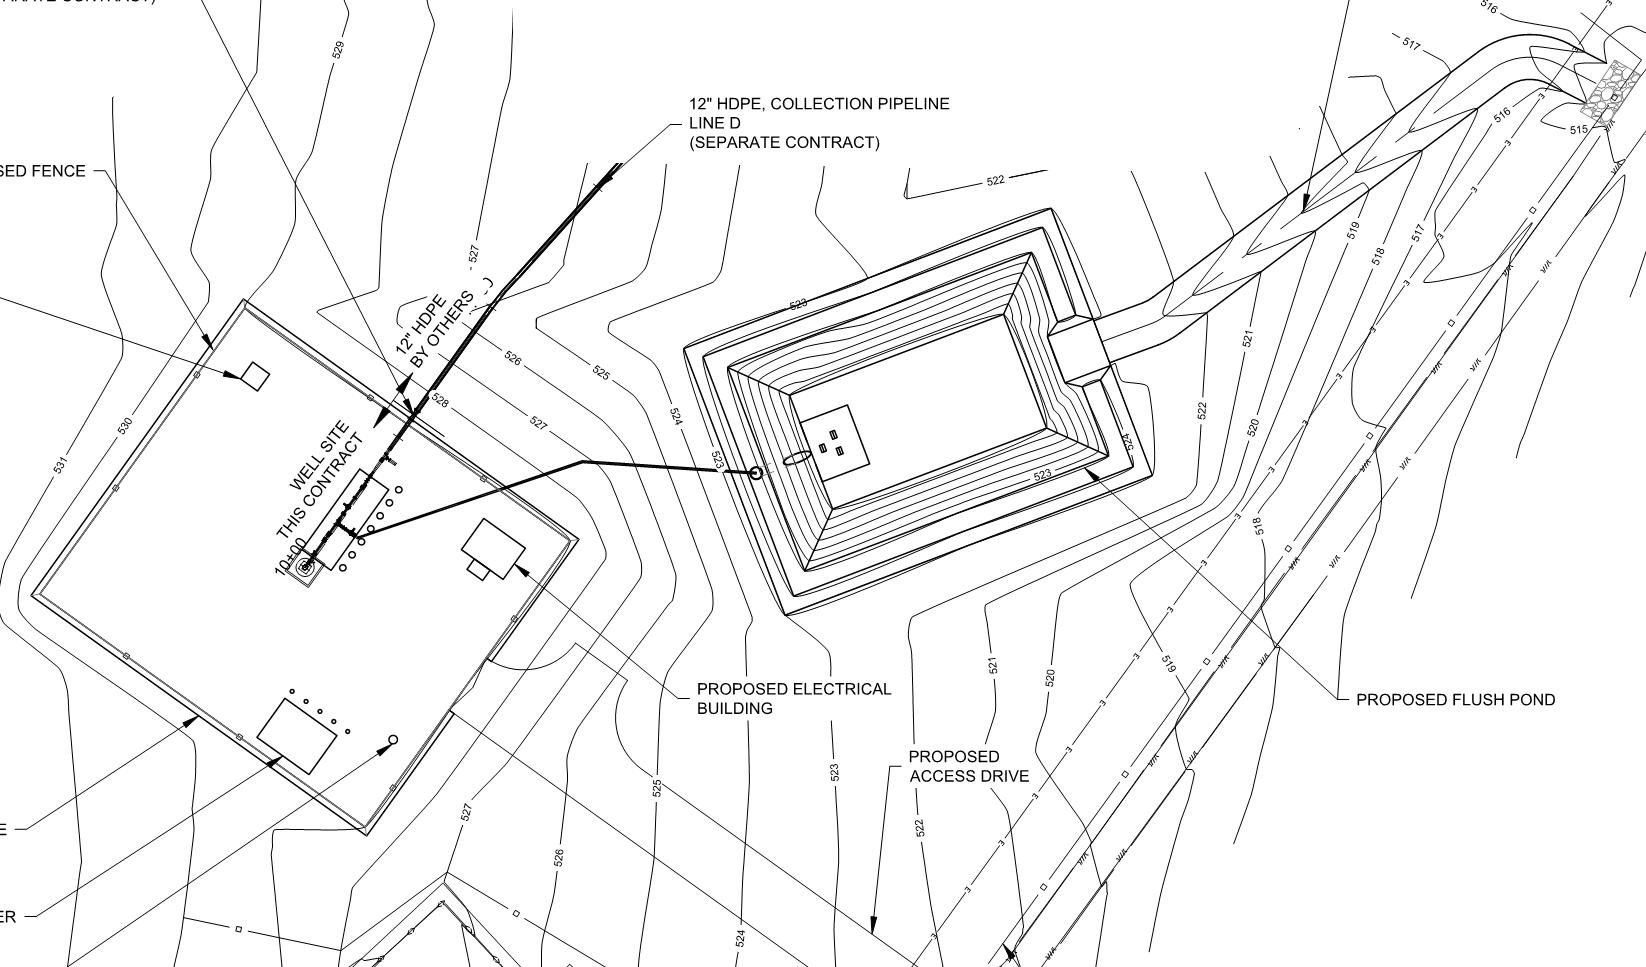 ARATE CONTRACT)
529
517
516
12" HDPE, COLLECTION PIPELINE
LINE D
(SEPARATE CONTRACT)
516
515
SED FENCE
522
519
518
517
527
523
12" HDPE
BY OTHERS
526
525
521
528
527
524
522
520
530
531
WELL SITE
THIS CONTRACT
523
524
523
518
10+00
521
520
519
PROPOSED ELECTRICAL
BUILDING
PROPOSED FLUSH POND
PROPOSED
ACCESS DRIVE
523
525
527
522
E
526
ER
524